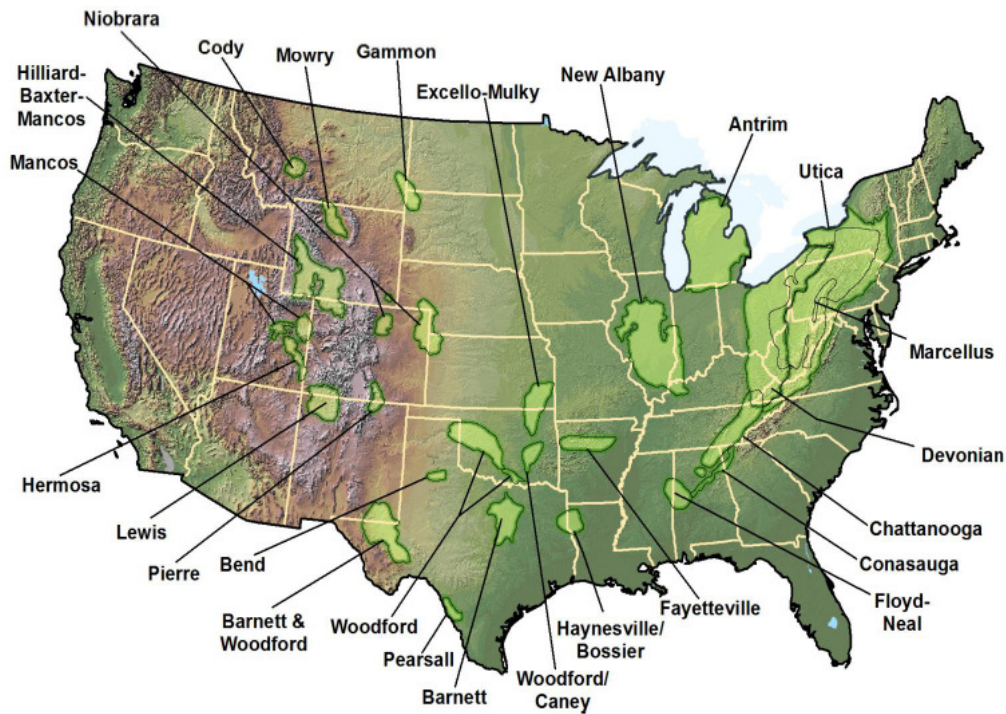 Niobrara
Cody
Mowry
Gammon
Hilliard-
Baxter-
Mancos
Excello-Mulky
New Albany
Antrim
Mancos
Utica
Marcellus
Devonian
Hermosa
Chattanooga
Lewis
Conasauga
Pierre
Bend
Floyd-
Neal
Fayetteville
Barnett &
Woodford
Woodford
Haynesville/
Bossier
Pearsall
Woodford/
Caney
Barnett